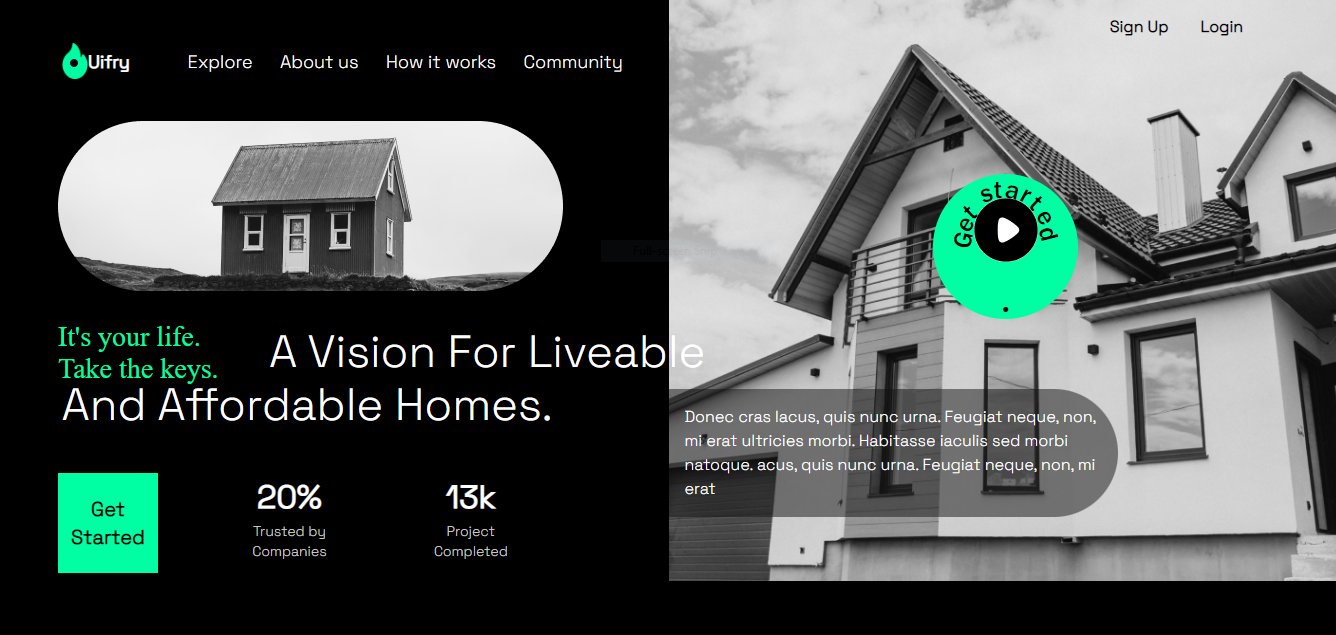 Uifry
Explore
About us
How it works
Community
Sign Up
Login
Get started
It's your life.
Take the keys.
A Vision For Liveable
And Affordable Homes.
Donec cras lacus, quis nunc urna. Feugiat neque, non,
mi erat ultricies morbi. Habitasse iaculis sed morbi
natoque. acus, quis nunc urna. Feugiat neque, non, mi
erat
Get
Started
20%
Trusted by
Companies
13k
Project
Completed